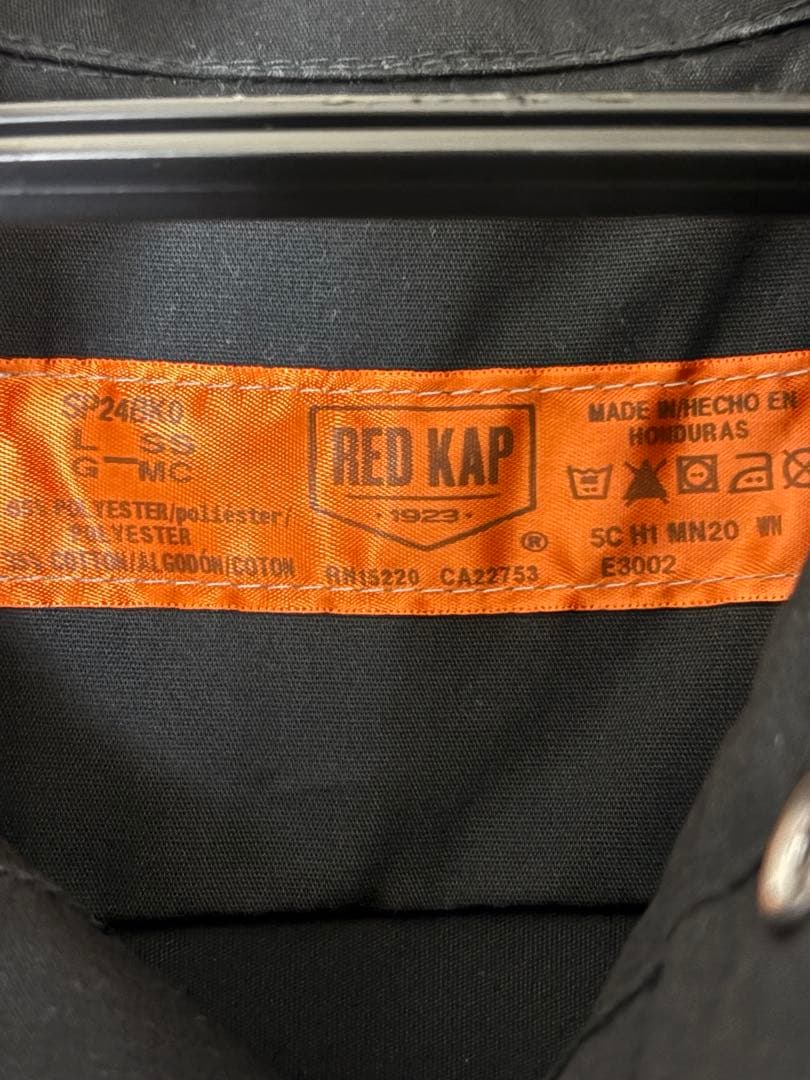 SP24BK0
L — SS
G — MC
65% POLYESTER/poliéster/
POLYESTER
35% COTTON/ALGODÓN/COTON
RED KAP
·1923·
®
RN15220 CA22753
MADE IN/HECHO EN
HONDURAS
5C H1 MN20 WN
E3002